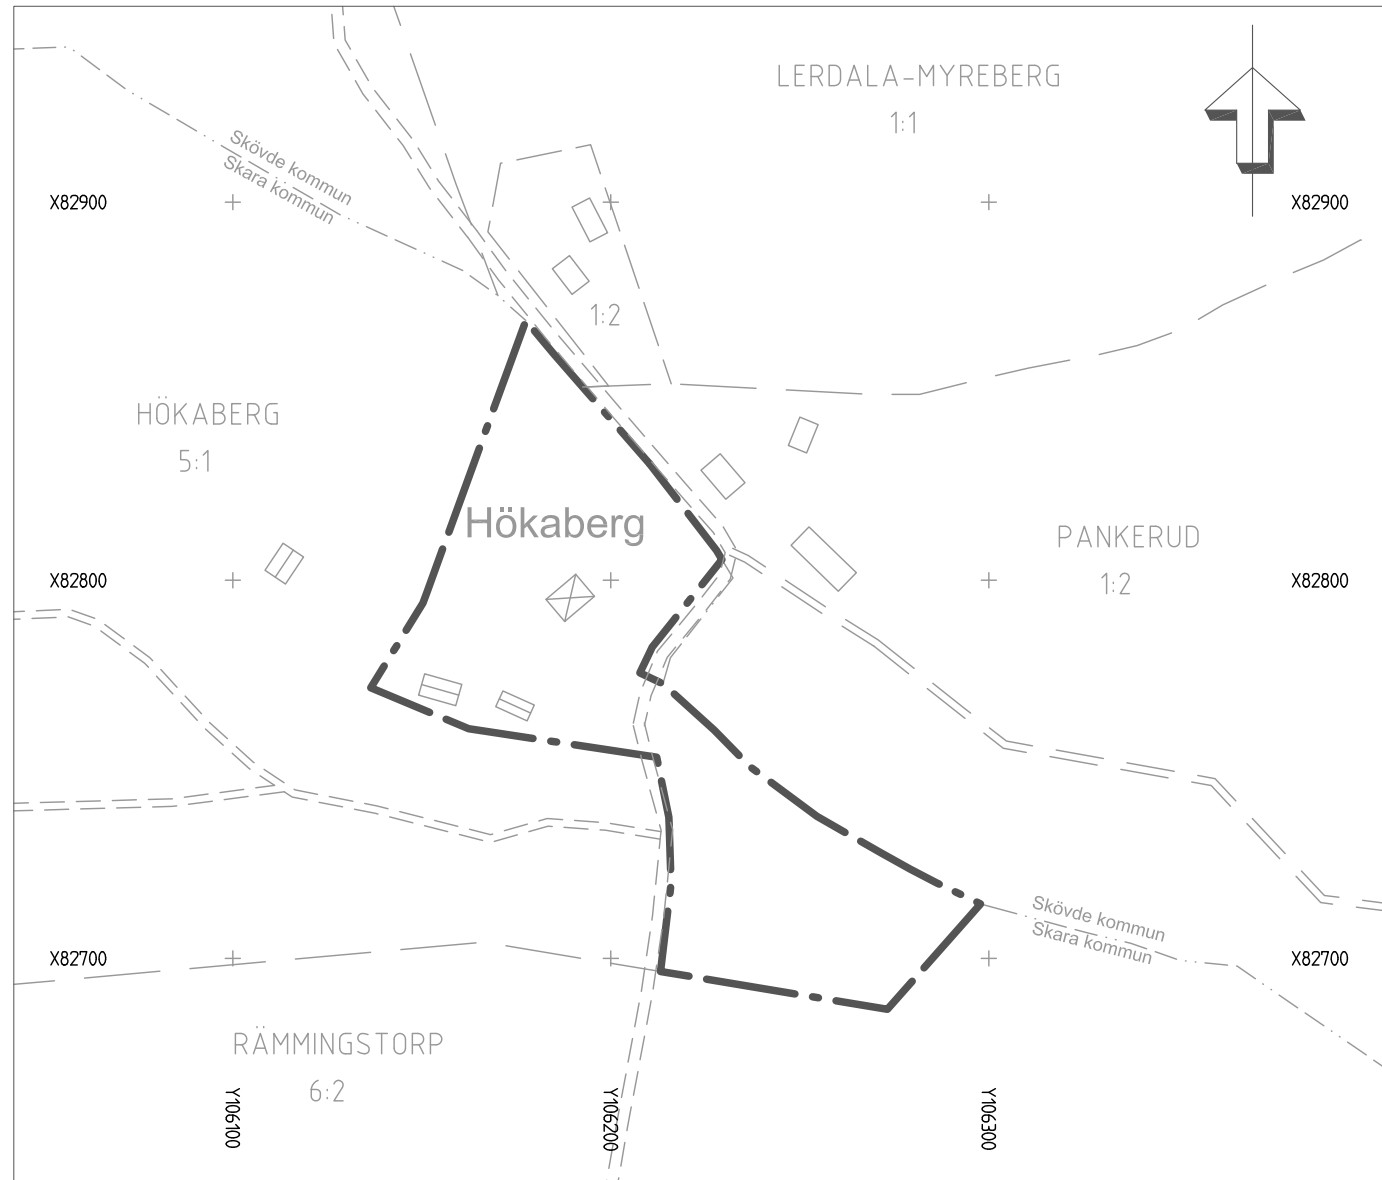 LERDALA-MYREBERG
1:1
Skövde kommun
Skara kommun
X82900
X82900
1:2
HÖKABERG
5:1
Hökaberg
PANKERUD
1:2
X82800
X82800
Skövde kommun
Skara kommun
X82700
X82700
RÄMMINGSTORP
6:2
Y106100
Y106200
Y106300